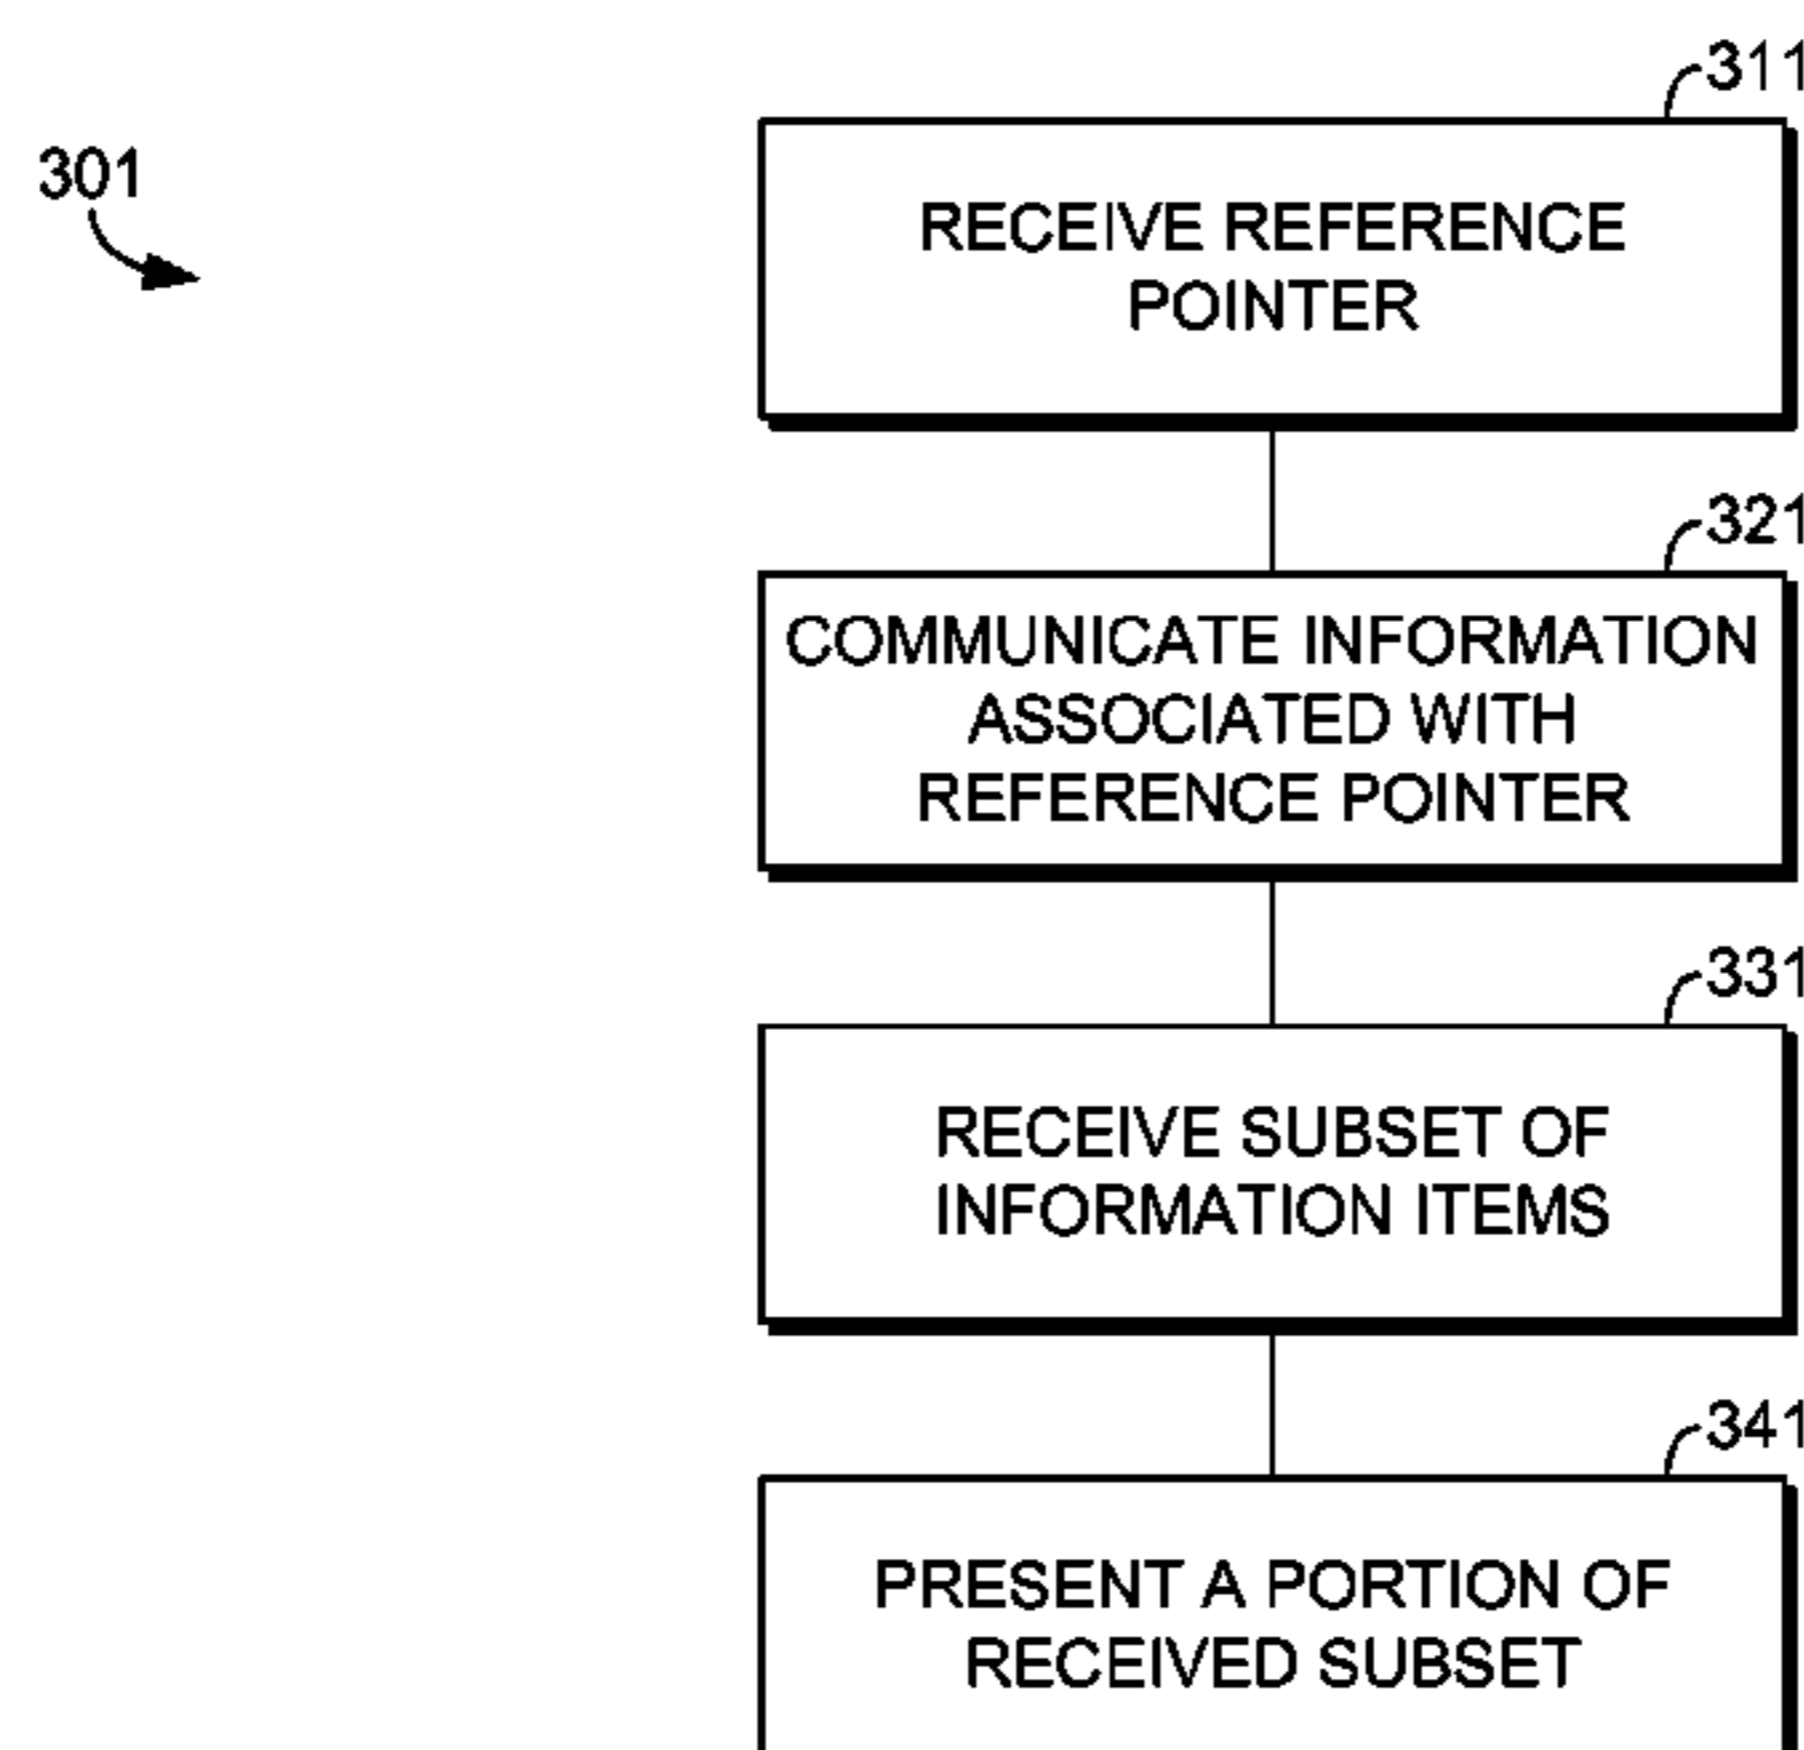 311
301
RECEIVE REFERENCE
POINTER
321
COMMUNICATE INFORMATION
ASSOCIATED WITH
REFERENCE POINTER
331
RECEIVE SUBSET OF
INFORMATION ITEMS
341
PRESENT A PORTION OF
RECEIVED SUBSET